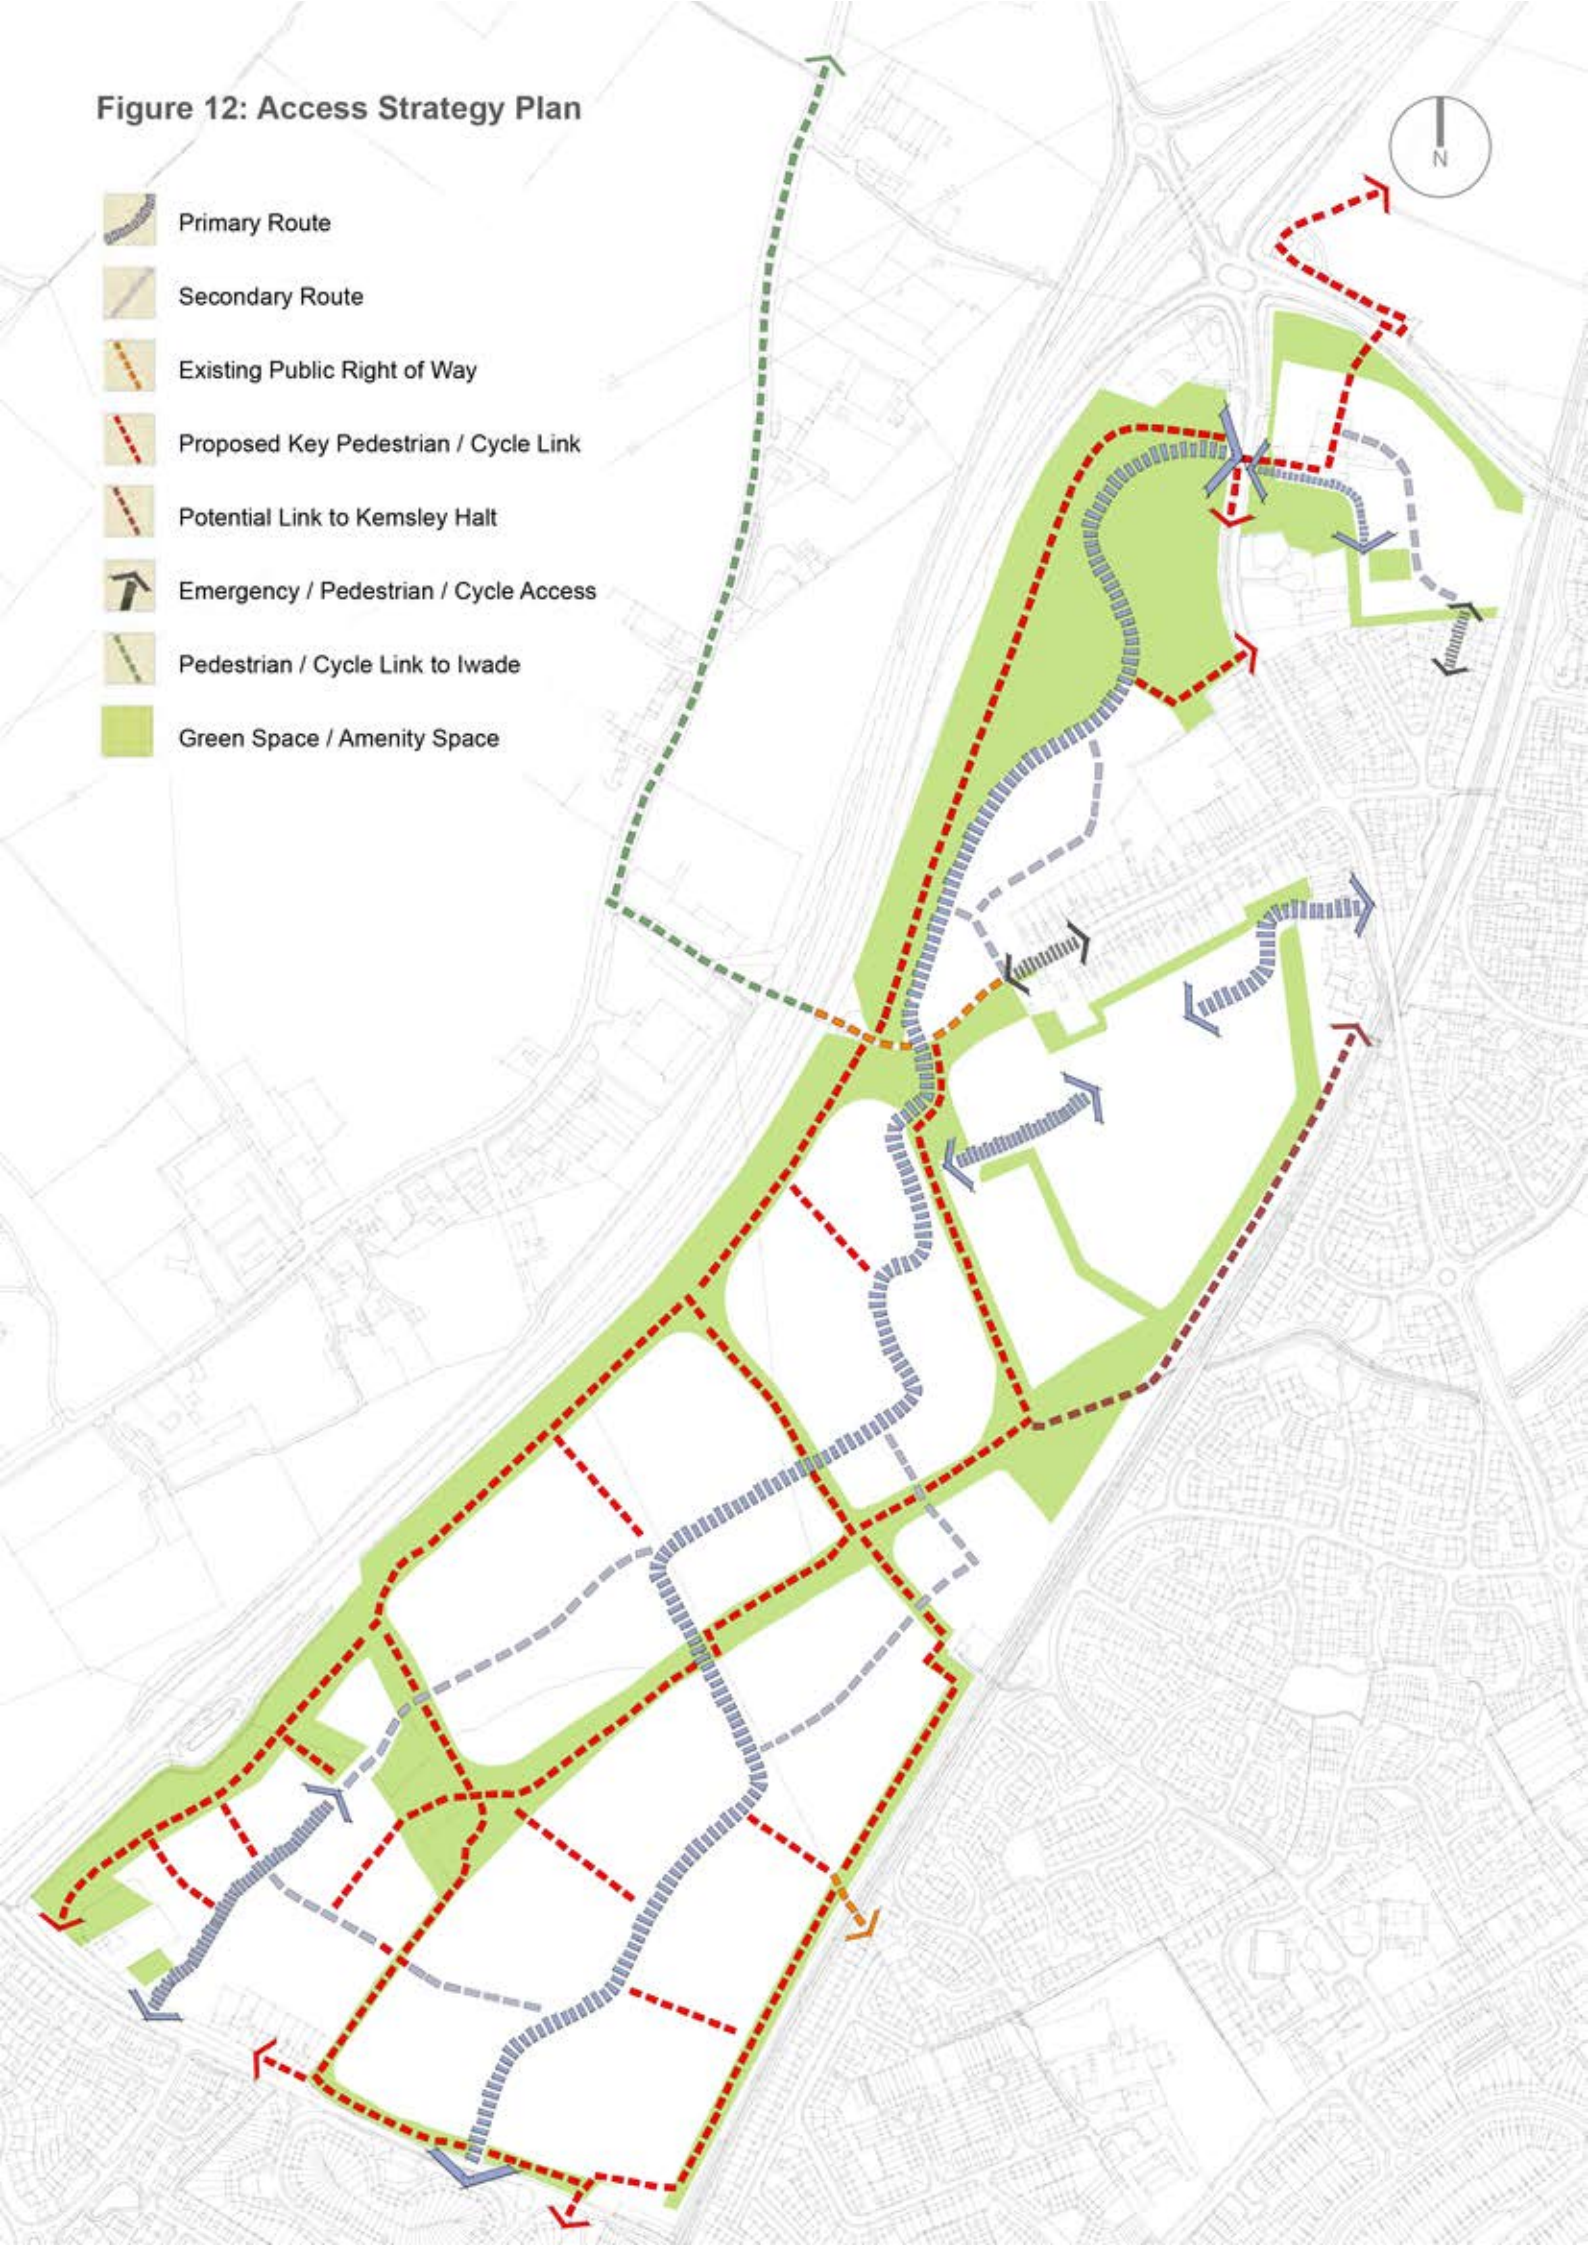 Figure 12: Access Strategy Plan
N
Primary Route
Secondary Route
Existing Public Right of Way
Proposed Key Pedestrian / Cycle Link
Potential Link to Kemsley Halt
Emergency / Pedestrian / Cycle Access
Pedestrian / Cycle Link to Iwade
Green Space / Amenity Space